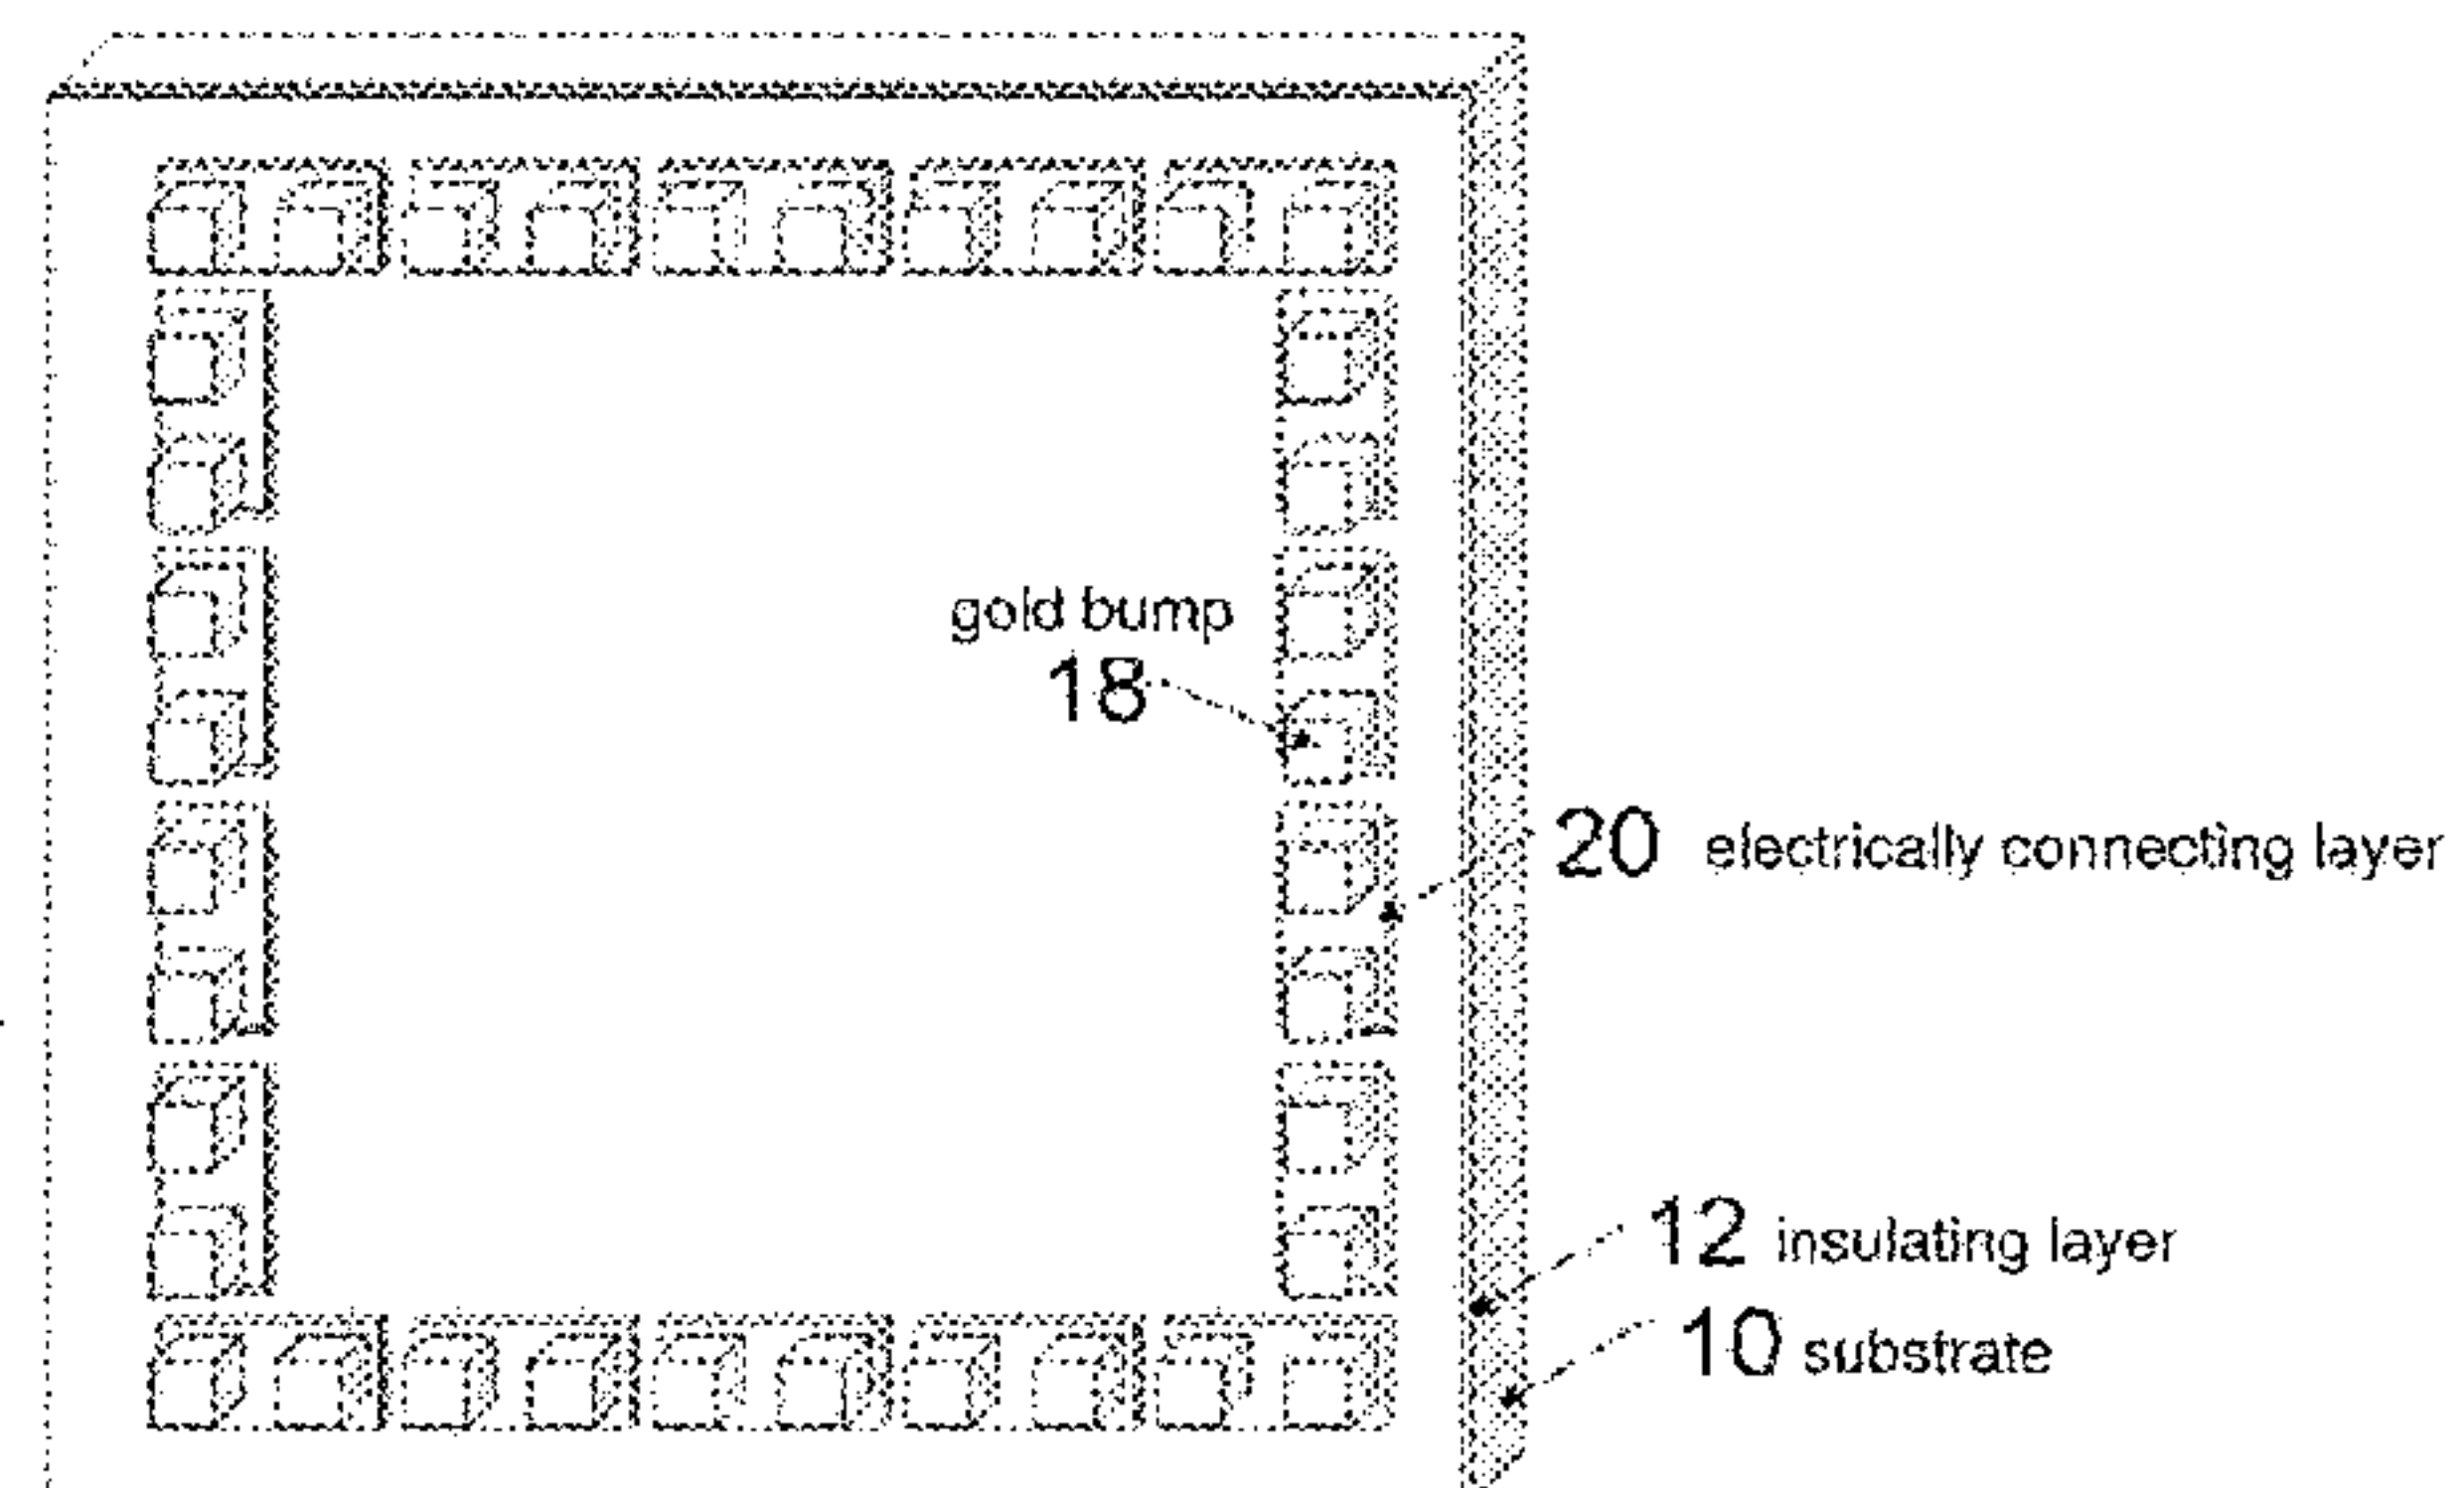 gold bump
18
20 electrically connecting layer
12 insulating layer
10 substrate